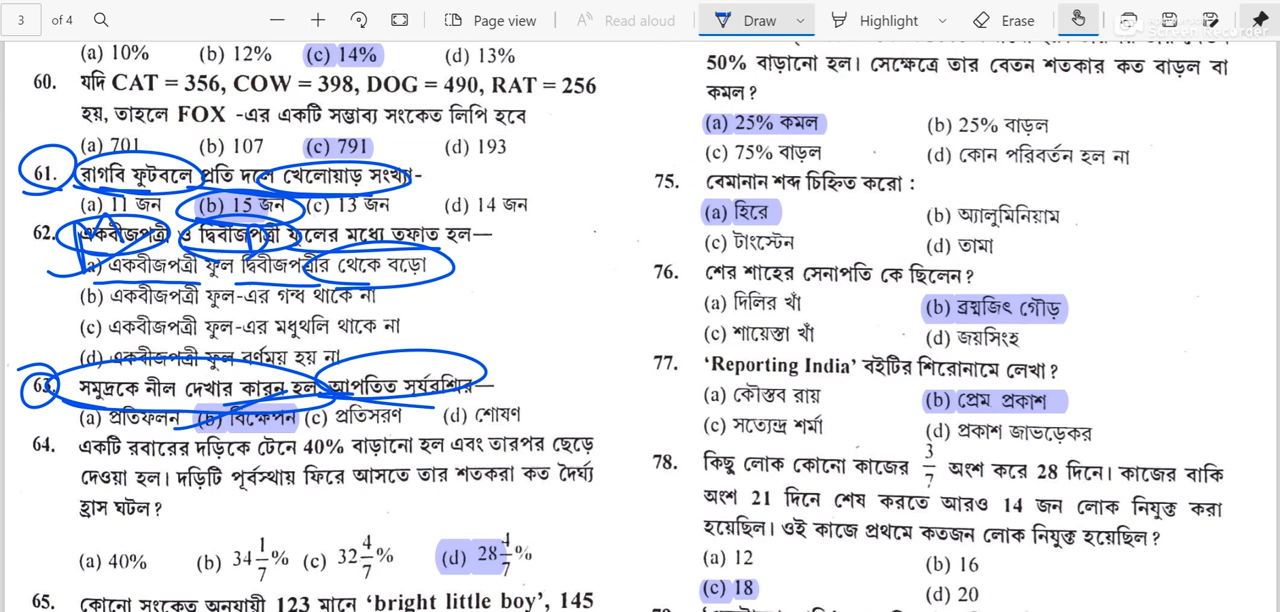 3 of 4 Page view Read aloud Draw Highlight Erase
Screen Recorder
(a) 10% (b) 12% (c) 14% (d) 13%
60. যদি CAT = 356, COW = 398, DOG = 490, RAT = 256
হয়, তাহলে FOX -এর একটি সম্ভাব্য সংকেত লিপি হবে
(a) 701 (b) 107 (c) 791 (d) 193
61. রাগবি ফুটবলে প্রতি দলে খেলোয়াড় সংখ্যা-
(a) 11 জন (b) 15 জন (c) 13 জন (d) 14 জন
62. একবীজপত্রী ও দ্বিবীজপত্রী ফুলের মধ্যে তফাত হল—
(a) একবীজপত্রী ফুল দ্বিবীজপত্রীর থেকে বড়ো
(b) একবীজপত্রী ফুল-এর গন্ধ থাকে না
(c) একবীজপত্রী ফুল-এর মধুথলি থাকে না
(d) একবীজপত্রী ফুল বর্ণময় হয় না
63. সমুদ্রকে নীল দেখার কারন হল আপতিত সূর্যরশ্মির—
(a) প্রতিফলন (b) বিক্ষেপন (c) প্রতিসরণ (d) শোষণ
64. একটি রবারের দড়িকে টেনে 40% বাড়ানো হল এবং তারপর ছেড়ে
দেওয়া হল। দড়িটি পূর্বস্থায় ফিরে আসতে তার শতকরা কত দৈর্ঘ্য
হ্রাস ঘটল?
(a) 40% (b) 34 1/7% (c) 32 4/7% (d) 28 4/7%
65. কোনো সংকেত অনুযায়ী 123 মানে ‘bright little boy’, 145
50% বাড়ানো হল। সেক্ষেত্রে তার বেতন শতকার কত বাড়ল বা
কমল?
(a) 25% কমল (b) 25% বাড়ল
(c) 75% বাড়ল (d) কোন পরিবর্তন হল না
75. বেমানান শব্দ চিহ্নিত করো :
(a) হিরে (b) অ্যালুমিনিয়াম
(c) টাংস্টেন (d) তামা
76. শের শাহের সেনাপতি কে ছিলেন?
(a) দিলির খাঁ (b) ব্রহ্মজিৎ গৌড়
(c) শায়েস্তা খাঁ (d) জয়সিংহ
77. ‘Reporting India’ বইটির শিরোনামে লেখা?
(a) কৌস্তব রায় (b) প্রেম প্রকাশ
(c) সত্যেন্দ্র শর্মা (d) প্রকাশ জাভড়েকর
78. কিছু লোক কোনো কাজের 3/7 অংশ করে 28 দিনে। কাজের বাকি
অংশ 21 দিনে শেষ করতে আরও 14 জন লোক নিযুক্ত করা
হয়েছিল। ওই কাজে প্রথমে কতজন লোক নিযুক্ত হয়েছিল?
(a) 12 (b) 16
(c) 18 (d) 20